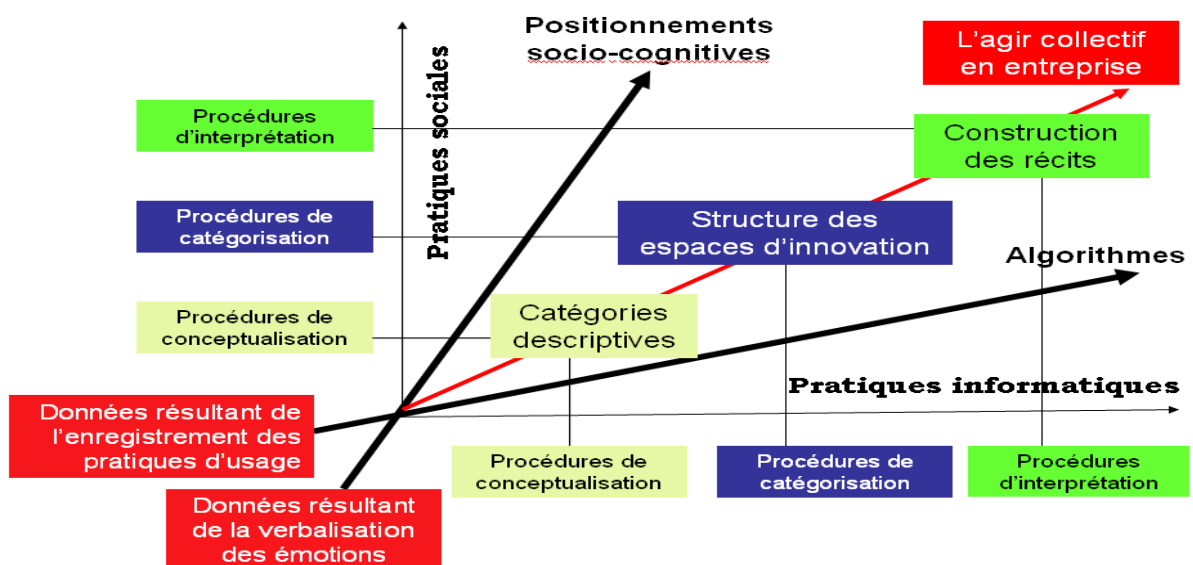 Positionnements
socio-cognitives
L'agir collectif
en entreprise
Pratiques sociales
Procédures
d'interprétation
Construction
des récits
Procédures de
catégorisation
Structure des
espaces d'innovation
Algorithmes
Procédures de
conceptualisation
Catégories
descriptives
Pratiques informatiques
Données résultant de
l'enregistrement des
pratiques d'usage
Procédures de
conceptualisation
Procédures de
catégorisation
Procédures
d'interprétation
Données résultant
de la verbalisation
des émotions